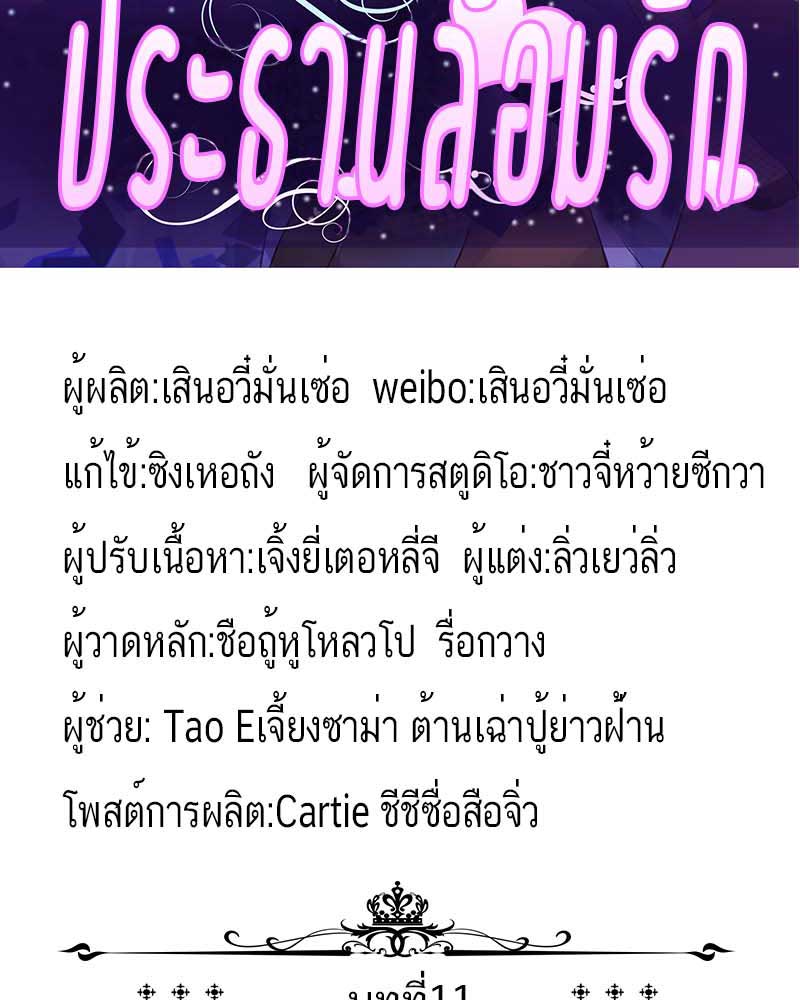 ประธานล้อมรัก
ผู้ผลิต:เสินอวี๋มั่นเซ่อ weibo:เสินอวี๋มั่นเซ่อ
แก้ไข้:ซิงเหอถัง ผู้จัดการสตูดิโอ:ชาวจี๋หว้ายซีกวา
ผู้ปรับเนื้อหา:เจิ้งยี่เตอหลี่จี ผู้แต่ง:ลิ่วเยว่ลิ่ว
ผู้วาดหลัก:ชือถู้หูโหลวโป รื่อกวาง
ผู้ช่วย: Tao Eเจี้ยงซาม่า ต้านเฉ่าปู้ย่าวฝ้าน
โพสต์การผลิต:Cartie ชีชีซื่อสือจิ่ว
บทที่11